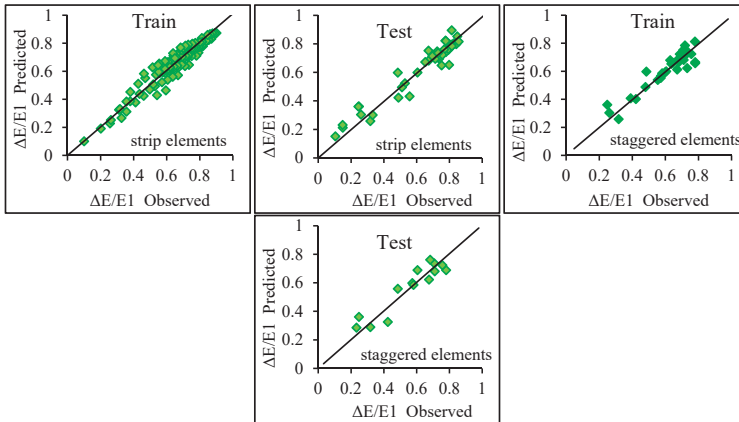 Train
ΔE/E1 Predicted
1
0.8
0.6
0.4
0.2
0
strip elements
0 0.2 0.4 0.6 0.8 1
ΔE/E1 Observed
Test
ΔE/E1 Predicted
1.0
0.8
0.6
0.4
0.2
0.0
strip elements
0 0.2 0.4 0.6 0.8 1
ΔE/E1 Observed
Train
ΔE/E1 Predicted
1.0
0.8
0.6
0.4
0.2
0.0
staggered elements
0 0.2 0.4 0.6 0.8 1
ΔE/E1 Observed
Test
ΔE/E1 Predicted
1.0
0.8
0.6
0.4
0.2
0.0
staggered elements
0 0.2 0.4 0.6 0.8 1
ΔE/E1 Observed